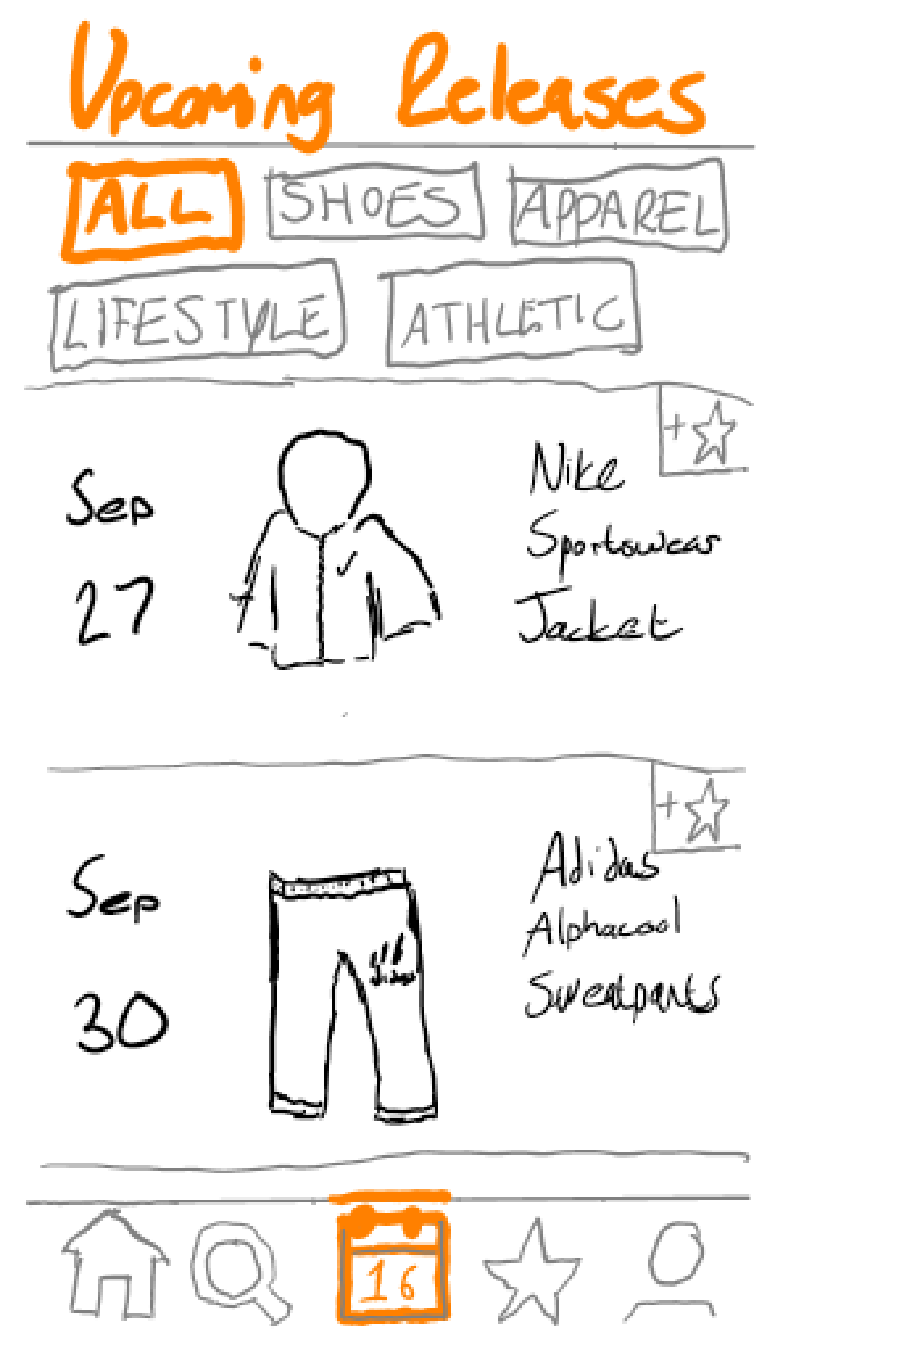 Upcoming Releases
ALL SHOES APPAREL
LIFESTYLE ATHLETIC
+
Sep
27
Nike
Sportswear
Jacket
+
Sep
30
Adidas
Alphacool
Sweatpants
16